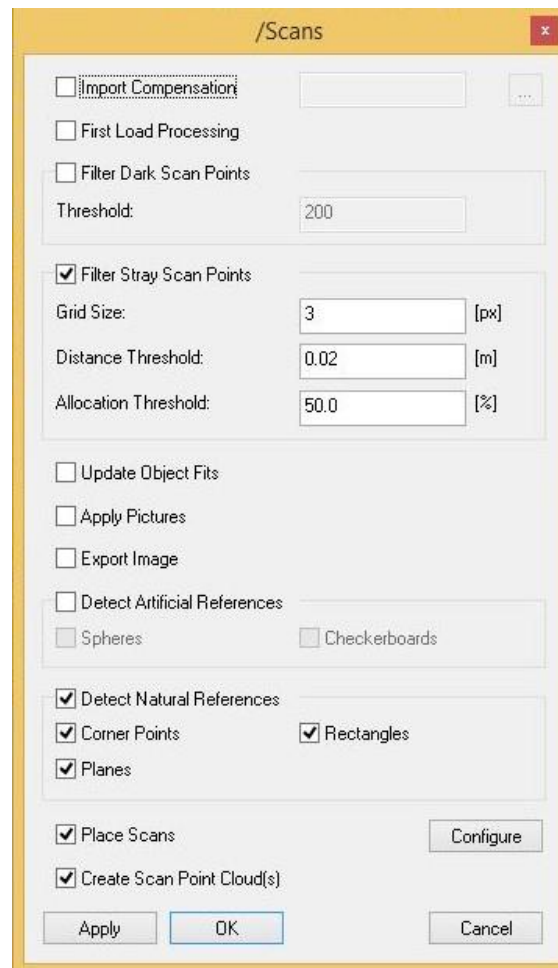 /Scans
x
Import Compensation ...
First Load Processing
Filter Dark Scan Points
Threshold: 200
Filter Stray Scan Points
Grid Size: 3 [px]
Distance Threshold: 0.02 [m]
Allocation Threshold: 50.0 [%]
Update Object Fits
Apply Pictures
Export Image
Detect Artificial References
Spheres Checkerboards
Detect Natural References
Corner Points Rectangles
Planes
Place Scans Configure
Create Scan Point Cloud(s)
Apply OK Cancel